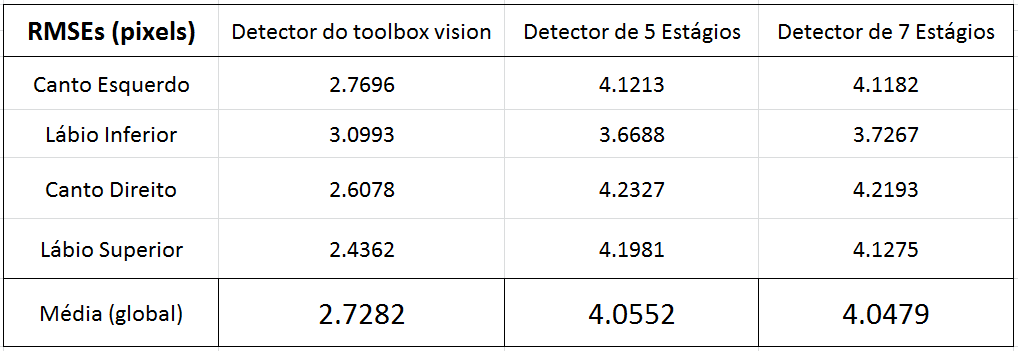 RMSEs (pixels) Detector do toolbox vision Detector de 5 Estágios Detector de 7 Estágios
Canto Esquerdo 2.7696 4.1213 4.1182
Lábio Inferior 3.0993 3.6688 3.7267
Canto Direito 2.6078 4.2327 4.2193
Lábio Superior 2.4362 4.1981 4.1275
Média (global) 2.7282 4.0552 4.0479